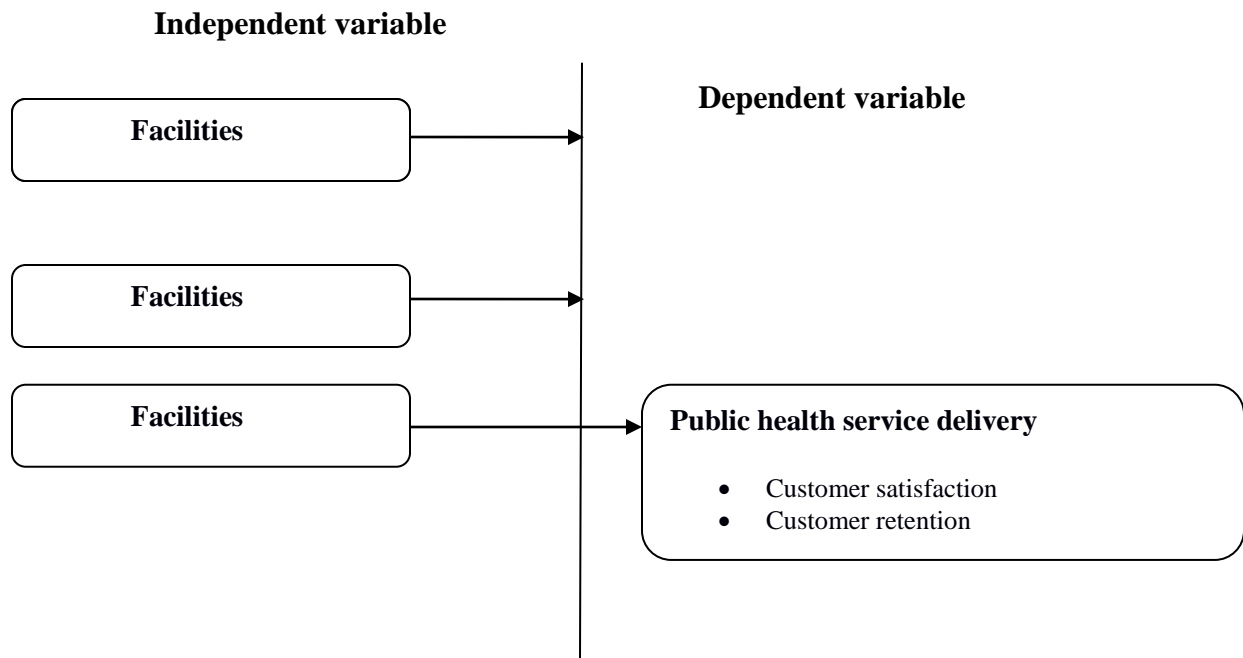 Independent variable
Dependent variable
Facilities
Facilities
Facilities
Public health service delivery
• Customer satisfaction
• Customer retention